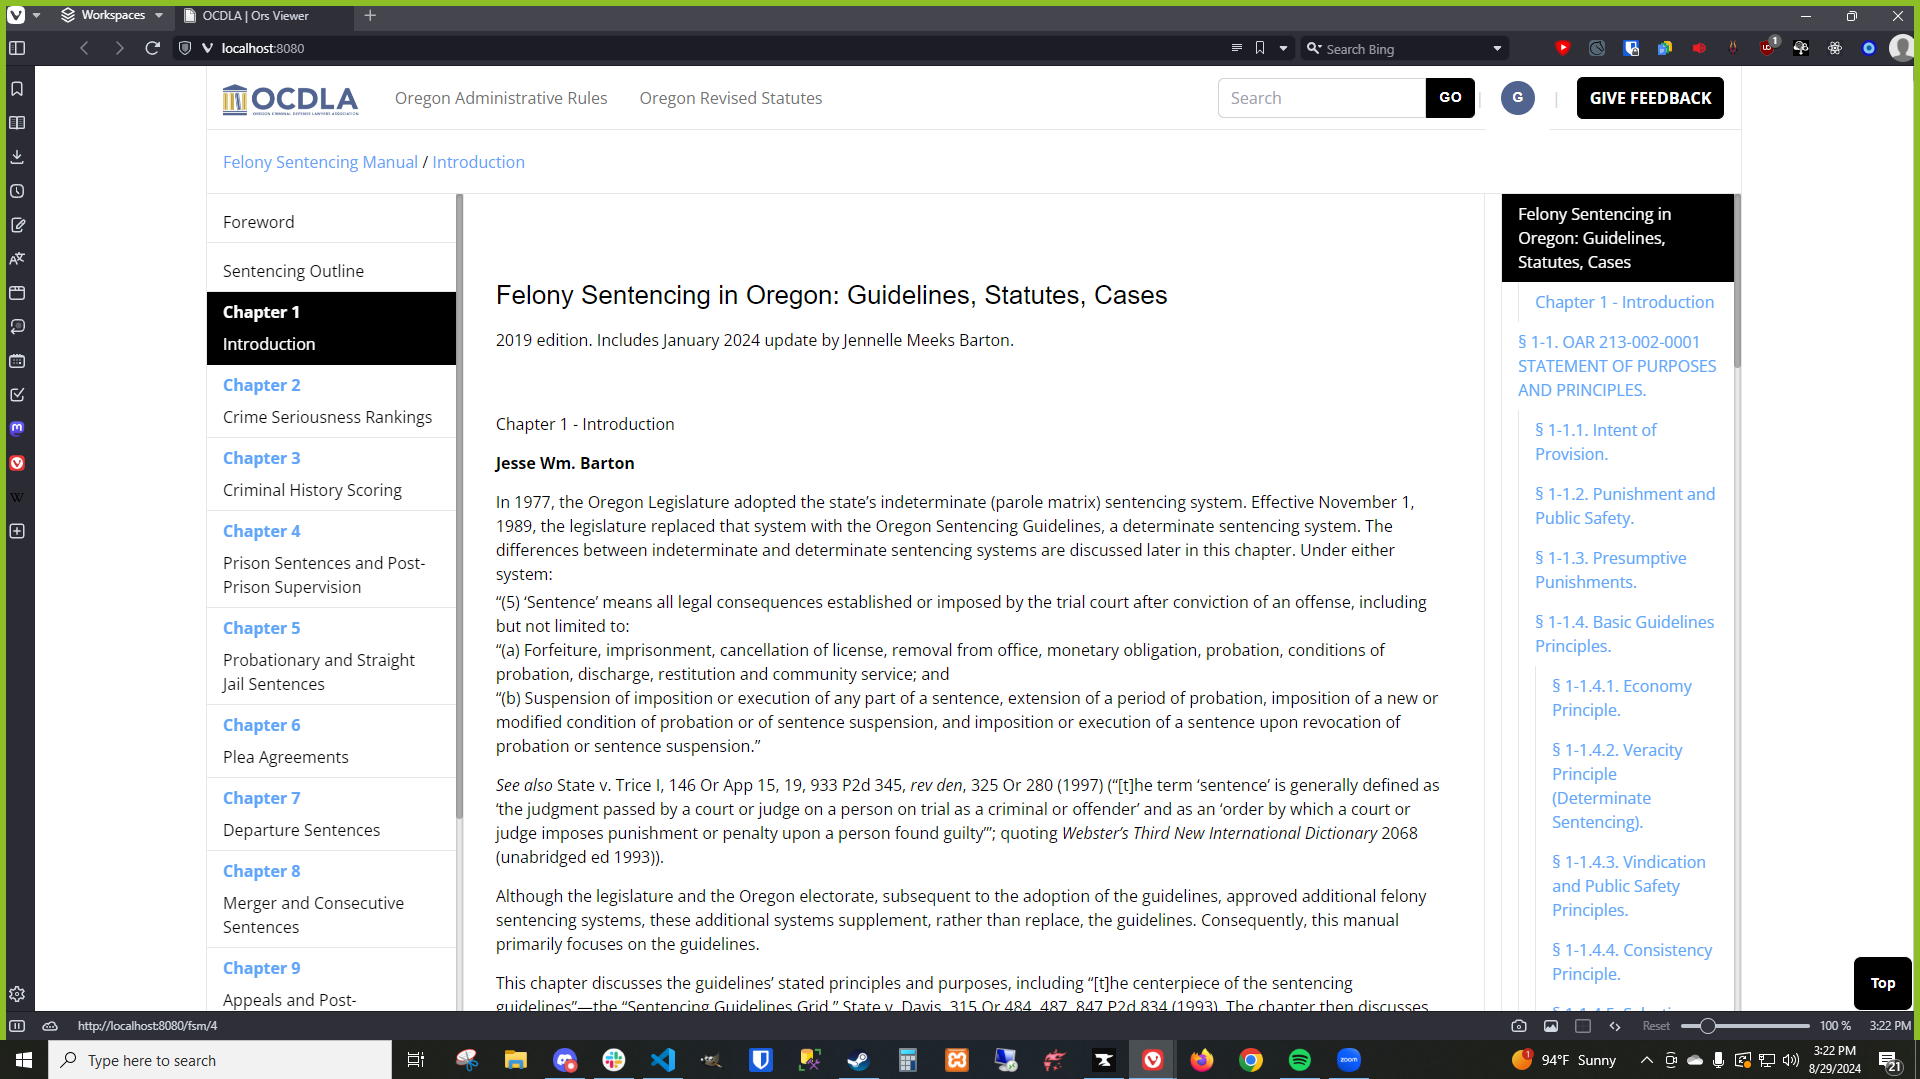 Workspaces
OCDLA | Ors Viewer
localhost:8080
Search Bing
1
OCDLA
OREGON CRIMINAL DEFENSE LAWYERS ASSOCIATION
Oregon Administrative Rules
Oregon Revised Statutes
Search
GO
G
GIVE FEEDBACK
Felony Sentencing Manual / Introduction
Foreword
Sentencing Outline
Chapter 1
Introduction
Chapter 2
Crime Seriousness Rankings
Chapter 3
Criminal History Scoring
Chapter 4
Prison Sentences and Post-
Prison Supervision
Chapter 5
Probationary and Straight
Jail Sentences
Chapter 6
Plea Agreements
Chapter 7
Departure Sentences
Chapter 8
Merger and Consecutive
Sentences
Chapter 9
Appeals and Post-
Felony Sentencing in Oregon: Guidelines, Statutes, Cases
2019 edition. Includes January 2024 update by Jennelle Meeks Barton.
Chapter 1 - Introduction
Jesse Wm. Barton
In 1977, the Oregon Legislature adopted the state’s indeterminate (parole matrix) sentencing system. Effective November 1,
1989, the legislature replaced that system with the Oregon Sentencing Guidelines, a determinate sentencing system. The
differences between indeterminate and determinate sentencing systems are discussed later in this chapter. Under either
system:
“(5) ‘Sentence’ means all legal consequences established or imposed by the trial court after conviction of an offense, including
but not limited to:
“(a) Forfeiture, imprisonment, cancellation of license, removal from office, monetary obligation, probation, conditions of
probation, discharge, restitution and community service; and
“(b) Suspension of imposition or execution of any part of a sentence, extension of a period of probation, imposition of a new or
modified condition of probation or of sentence suspension, and imposition or execution of a sentence upon revocation of
probation or sentence suspension.”
See also State v. Trice I, 146 Or App 15, 19, 933 P2d 345, rev den, 325 Or 280 (1997) (“[t]he term ‘sentence’ is generally defined as
‘the judgment passed by a court or judge on a person on trial as a criminal or offender’ and as an ‘order by which a court or
judge imposes punishment or penalty upon a person found guilty’”; quoting Webster’s Third New International Dictionary 2068
(unabridged ed 1993)).
Although the legislature and the Oregon electorate, subsequent to the adoption of the guidelines, approved additional felony
sentencing systems, these additional systems supplement, rather than replace, the guidelines. Consequently, this manual
primarily focuses on the guidelines.
This chapter discusses the guidelines’ stated principles and purposes, including “[t]he centerpiece of the sentencing
guidelines”—the “Sentencing Guidelines Grid.” State v. Davis, 315 Or 484, 487, 847 P2d 834 (1993). The chapter then discusses
Felony Sentencing in
Oregon: Guidelines,
Statutes, Cases
Chapter 1 - Introduction
§ 1-1. OAR 213-002-0001
STATEMENT OF PURPOSES
AND PRINCIPLES.
§ 1-1.1. Intent of
Provision.
§ 1-1.2. Punishment and
Public Safety.
§ 1-1.3. Presumptive
Punishments.
§ 1-1.4. Basic Guidelines
Principles.
§ 1-1.4.1. Economy
Principle.
§ 1-1.4.2. Veracity
Principle
(Determinate
Sentencing).
§ 1-1.4.3. Vindication
and Public Safety
Principles.
§ 1-1.4.4. Consistency
Principle.
Top
http://localhost:8080/fsm/4
Reset
100 %
3:22 PM
Type here to search
zoom
1
94°F Sunny
3:22 PM
8/29/2024
21